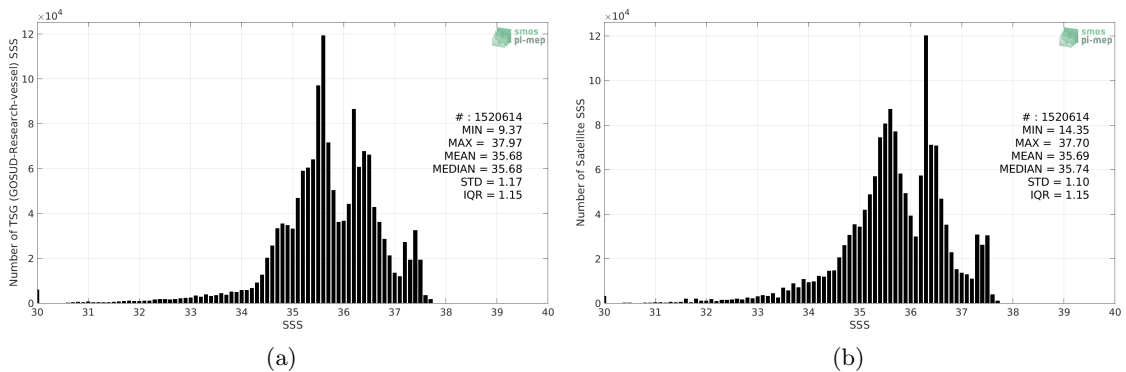 ×10⁴
12
10
8
6
4
2
0
Number of TSG (GOSUD-Research-vessel) SSS
smos
pi-mep
# : 1520614
MIN = 9.37
MAX = 37.97
MEAN = 35.68
MEDIAN = 35.68
STD = 1.17
IQR = 1.15
30 31 32 33 34 35 36 37 38 39 40
SSS
(a)
×10⁴
12
10
8
6
4
2
0
Number of Satellite SSS
smos
pi-mep
# : 1520614
MIN = 14.35
MAX = 37.70
MEAN = 35.69
MEDIAN = 35.74
STD = 1.10
IQR = 1.15
30 31 32 33 34 35 36 37 38 39 40
SSS
(b)